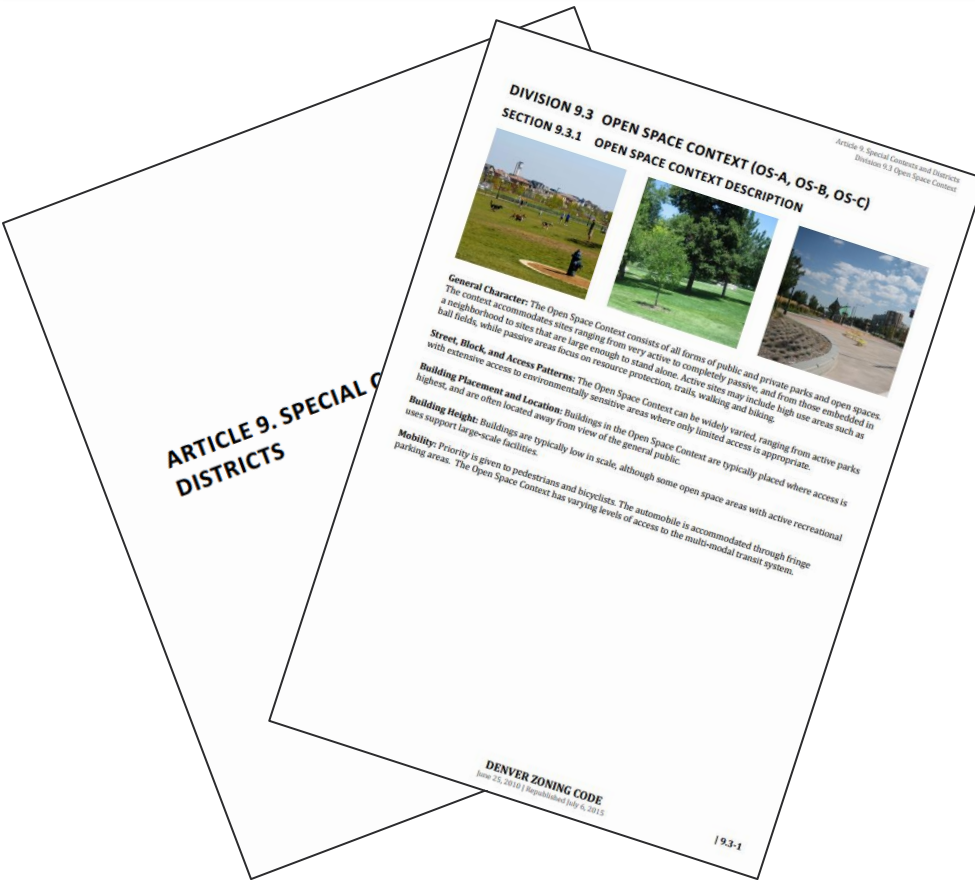 ARTICLE 9. SPECIAL C
DISTRICTS
Article 9. Special Contexts and Districts
Division 9.3 Open Space Context
DIVISION 9.3 OPEN SPACE CONTEXT (OS-A, OS-B, OS-C)
SECTION 9.3.1 OPEN SPACE CONTEXT DESCRIPTION
General Character: The Open Space Context consists of all forms of public and private parks and open spaces.
The context accommodates sites ranging from very active to completely passive, and from those embedded in
a neighborhood to sites that are large enough to stand alone. Active sites may include high use areas such as
ball fields, while passive areas focus on resource protection, trails, walking and biking.
Street, Block, and Access Patterns: The Open Space Context can be widely varied, ranging from active parks
with extensive access to environmentally sensitive areas where only limited access is appropriate.
Building Placement and Location: Buildings in the Open Space Context are typically placed where access is
highest, and are often located away from view of the general public.
Building Height: Buildings are typically low in scale, although some open space areas with active recreational
uses support large-scale facilities.
Mobility: Priority is given to pedestrians and bicyclists. The automobile is accommodated through fringe
parking areas. The Open Space Context has varying levels of access to the multi-modal transit system.
DENVER ZONING CODE
June 25, 2010 | Republished July 6, 2015
| 9.3-1